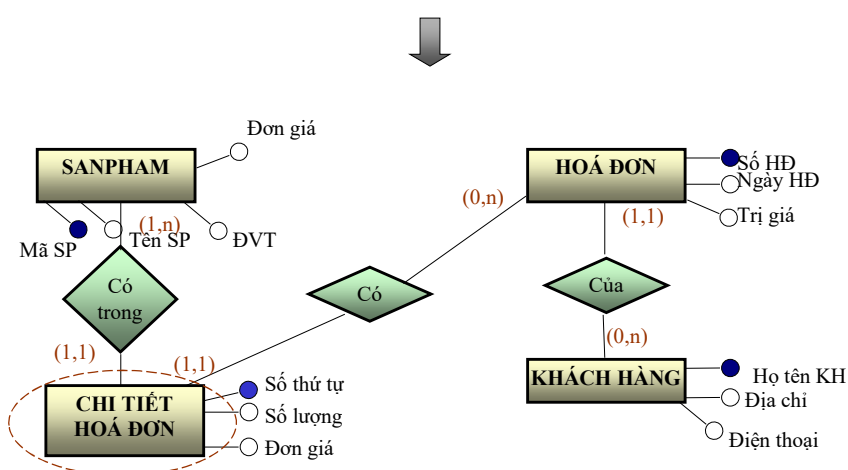 Đơn giá
SANPHAM
Mã SP
(1,n)
Tên SP
ĐVT
Có
trong
(1,1)
(1,1)
CHI TIẾT
HOÁ ĐƠN
Số thứ tự
Số lượng
Đơn giá
Có
(0,n)
HOÁ ĐƠN
Số HĐ
Ngày HĐ
Trị giá
(1,1)
Của
(0,n)
KHÁCH HÀNG
Họ tên KH
Địa chỉ
Điện thoại